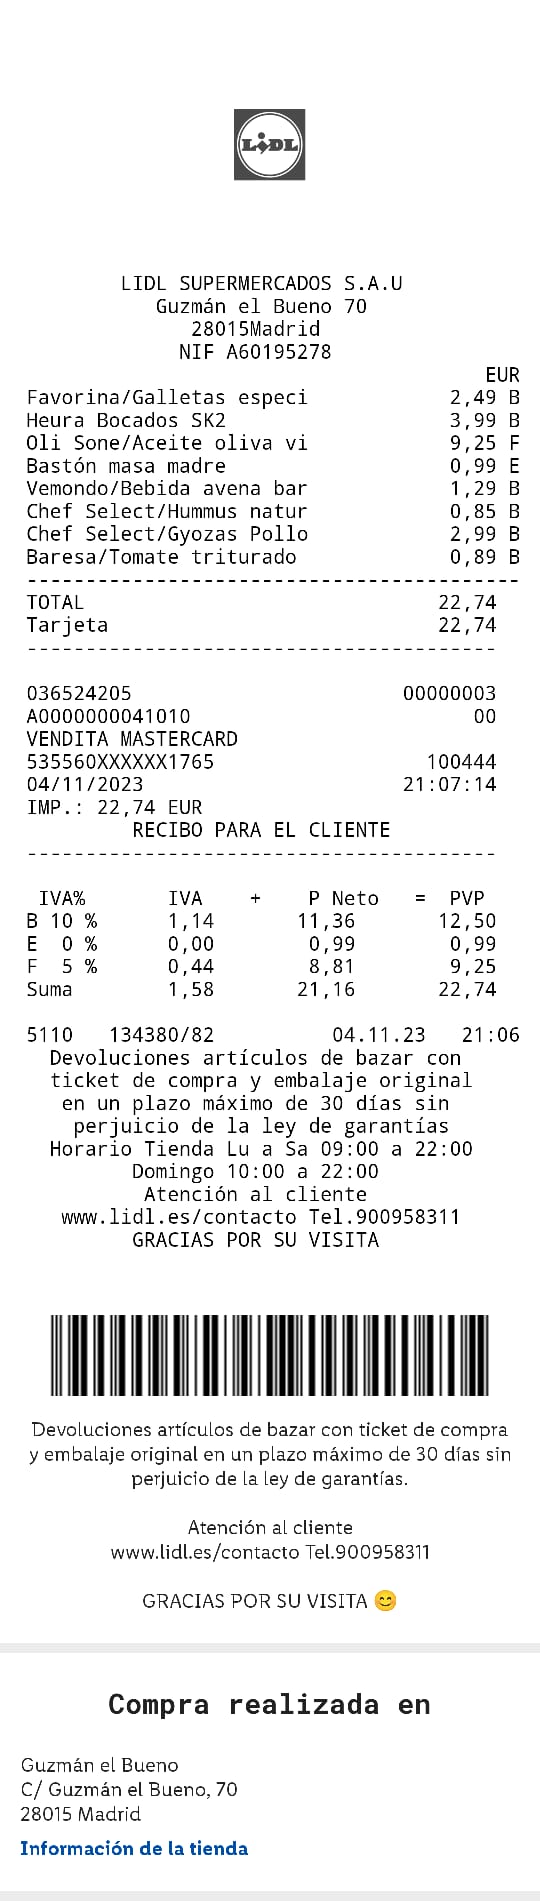 LIDL
LIDL SUPERMERCADOS S.A.U
Guzmán el Bueno 70
28015Madrid
NIF A60195278
EUR
Favorina/Galletas especi 2,49 B
Heura Bocados SK2 3,99 B
Oli Sone/Aceite oliva vi 9,25 F
Bastón masa madre 0,99 E
Vemondo/Bebida avena bar 1,29 B
Chef Select/Hummus natur 0,85 B
Chef Select/Gyozas Pollo 2,99 B
Baresa/Tomate triturado 0,89 B
------------------------------------------
TOTAL 22,74
Tarjeta 22,74
----------------------------------------
036524205 00000003
A0000000041010 00
VENDITA MASTERCARD
535560XXXXXX1765 100444
04/11/2023 21:07:14
IMP.: 22,74 EUR
RECIBO PARA EL CLIENTE
----------------------------------------
IVA% IVA + P Neto = PVP
B 10 % 1,14 11,36 12,50
E 0 % 0,00 0,99 0,99
F 5 % 0,44 8,81 9,25
Suma 1,58 21,16 22,74
5110 134380/82 04.11.23 21:06
Devoluciones artículos de bazar con
ticket de compra y embalaje original
en un plazo máximo de 30 días sin
perjuicio de la ley de garantías
Horario Tienda Lu a Sa 09:00 a 22:00
Domingo 10:00 a 22:00
Atención al cliente
www.lidl.es/contacto Tel.900958311
GRACIAS POR SU VISITA
Devoluciones artículos de bazar con ticket de compra
y embalaje original en un plazo máximo de 30 días sin
perjuicio de la ley de garantías.
Atención al cliente
www.lidl.es/contacto Tel.900958311
GRACIAS POR SU VISITA 😊
Compra realizada en
Guzmán el Bueno
C/ Guzmán el Bueno, 70
28015 Madrid
Información de la tienda